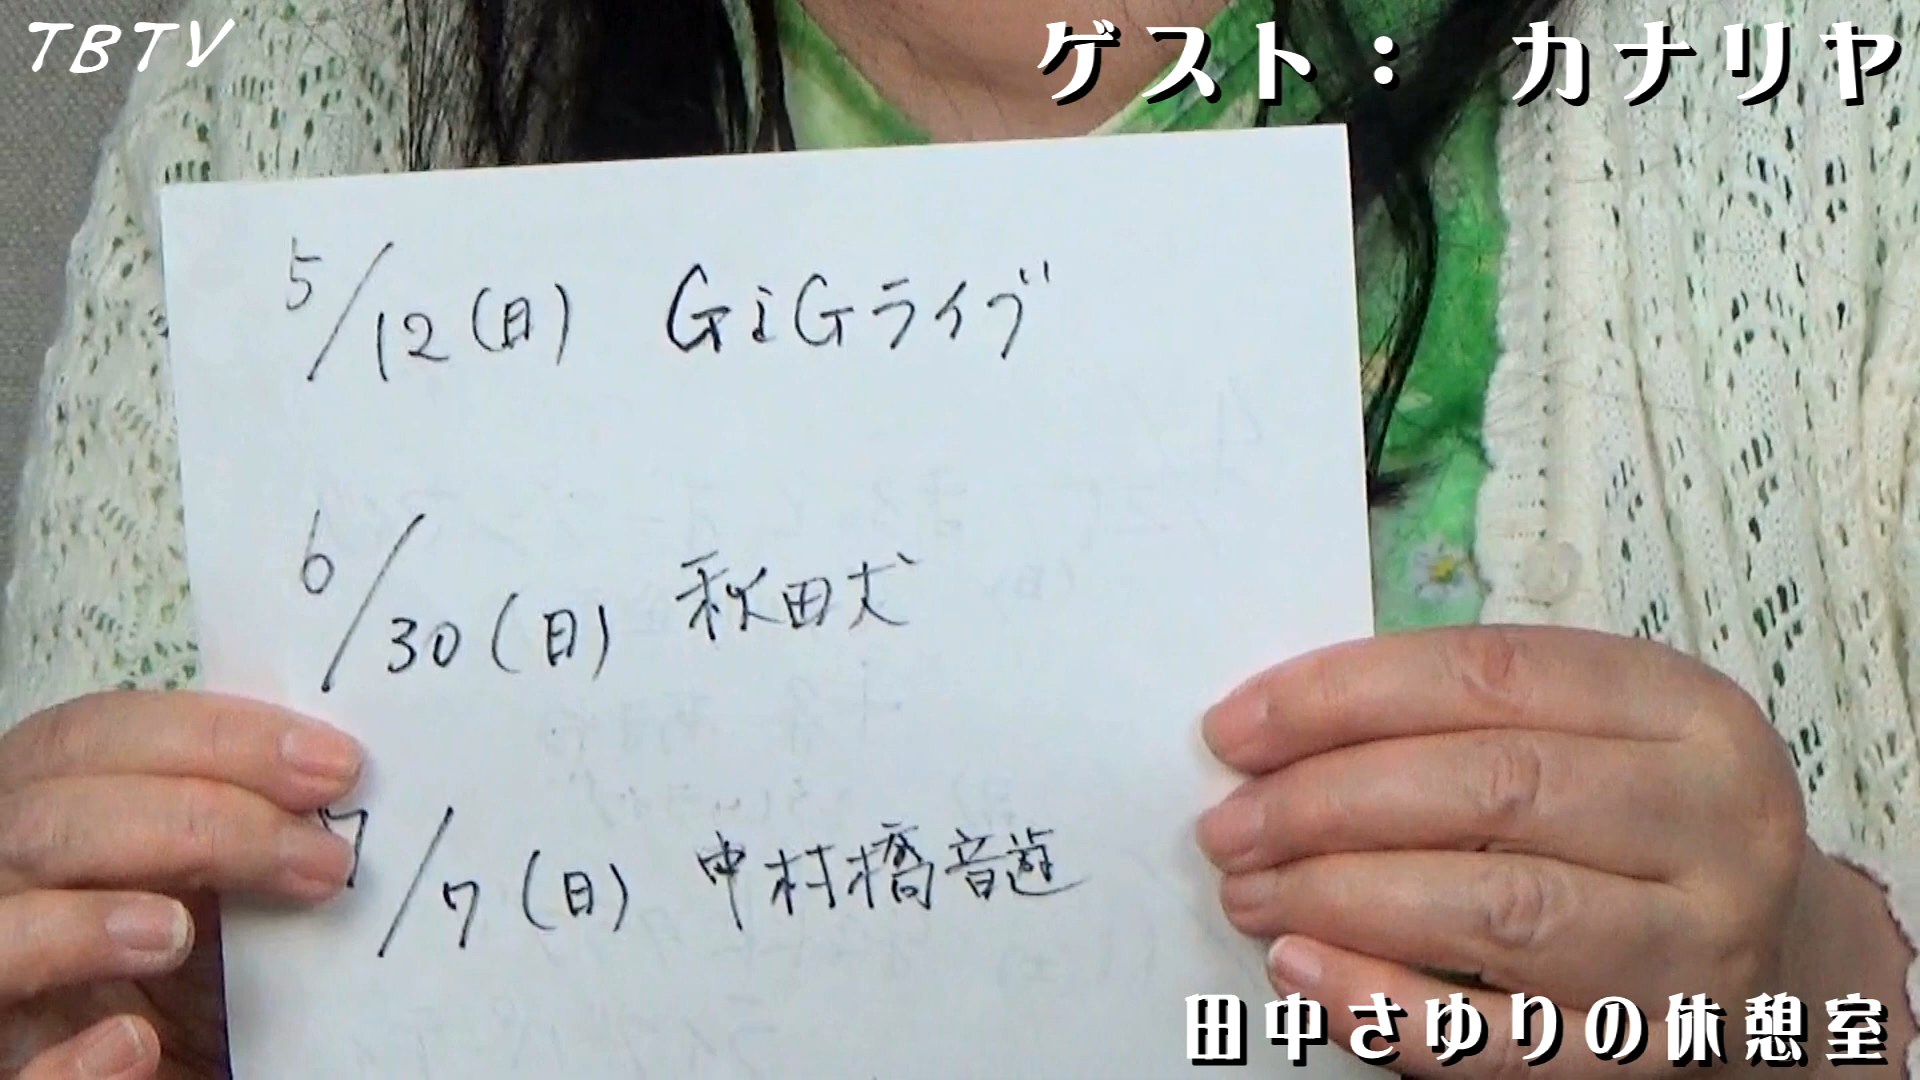 TBTV
ゲスト： カナリヤ
5/12(日) GiGライブ
6/30(日) 秋田犬
7/7(日) 中村橋音遊
田中さゆりの休憩室